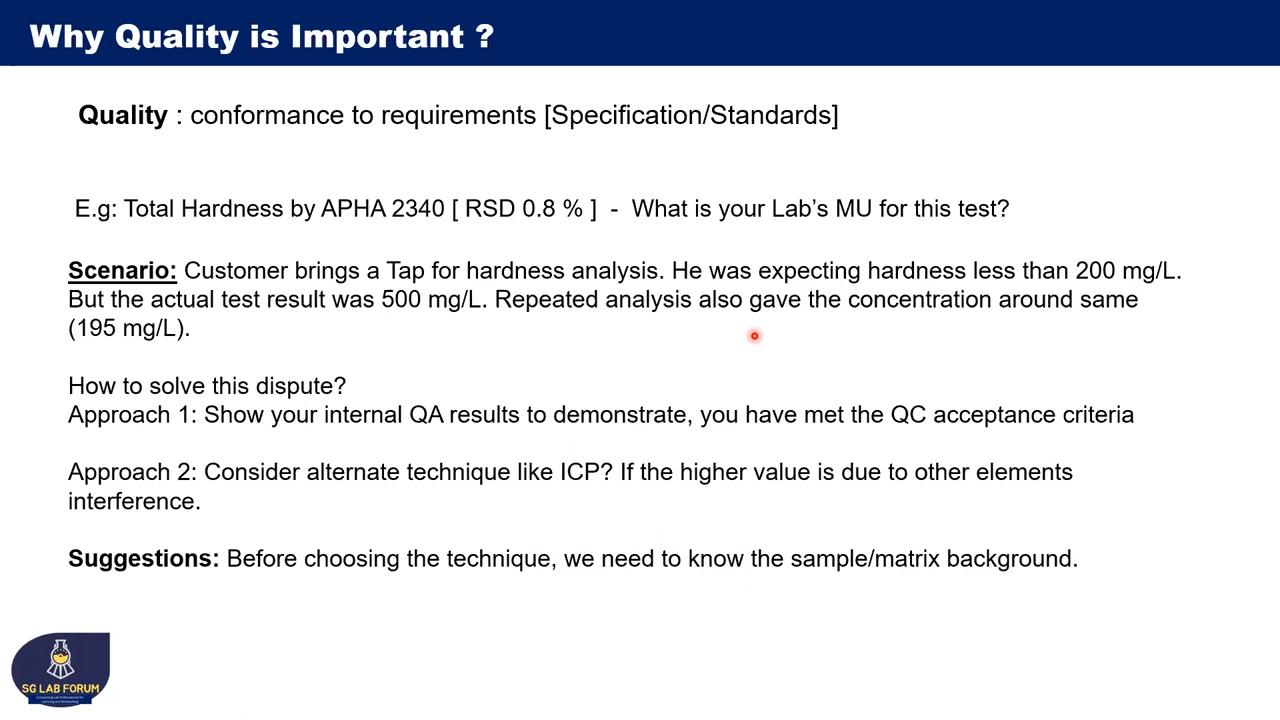 Why Quality is Important ?
Quality : conformance to requirements [Specification/Standards]
E.g: Total Hardness by APHA 2340 [ RSD 0.8 % ] - What is your Lab’s MU for this test?
Scenario: Customer brings a Tap for hardness analysis. He was expecting hardness less than 200 mg/L.
But the actual test result was 500 mg/L. Repeated analysis also gave the concentration around same
(195 mg/L).
How to solve this dispute?
Approach 1: Show your internal QA results to demonstrate, you have met the QC acceptance criteria
Approach 2: Consider alternate technique like ICP? If the higher value is due to other elements
interference.
Suggestions: Before choosing the technique, we need to know the sample/matrix background.
SG LAB FORUM